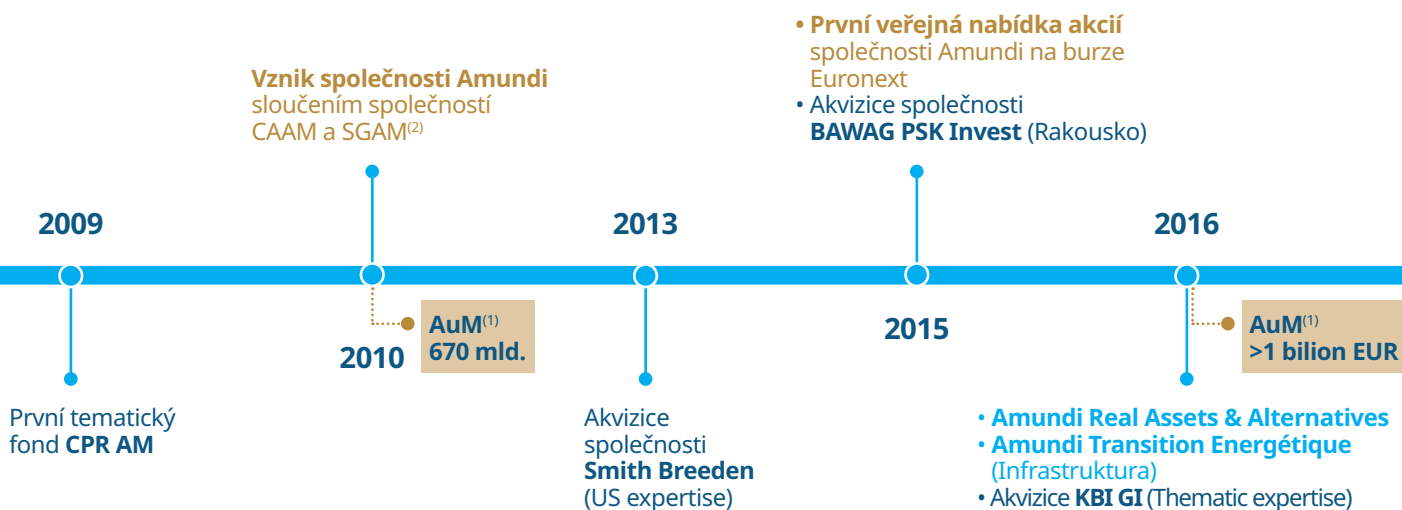 2009
První tematický
fond CPR AM
Vznik společnosti Amundi
sloučením společností
CAAM a SGAM(2)
2010
AuM(1)
670 mld.
2013
Akvizice
společnosti
Smith Breeden
(US expertise)
• První veřejná nabídka akcií
společnosti Amundi na burze
Euronext
• Akvizice společnosti
BAWAG PSK Invest (Rakousko)
2015
2016
AuM(1)
>1 bilion EUR
• Amundi Real Assets & Alternatives
• Amundi Transition Energétique
(Infrastruktura)
• Akvizice KBI GI (Thematic expertise)